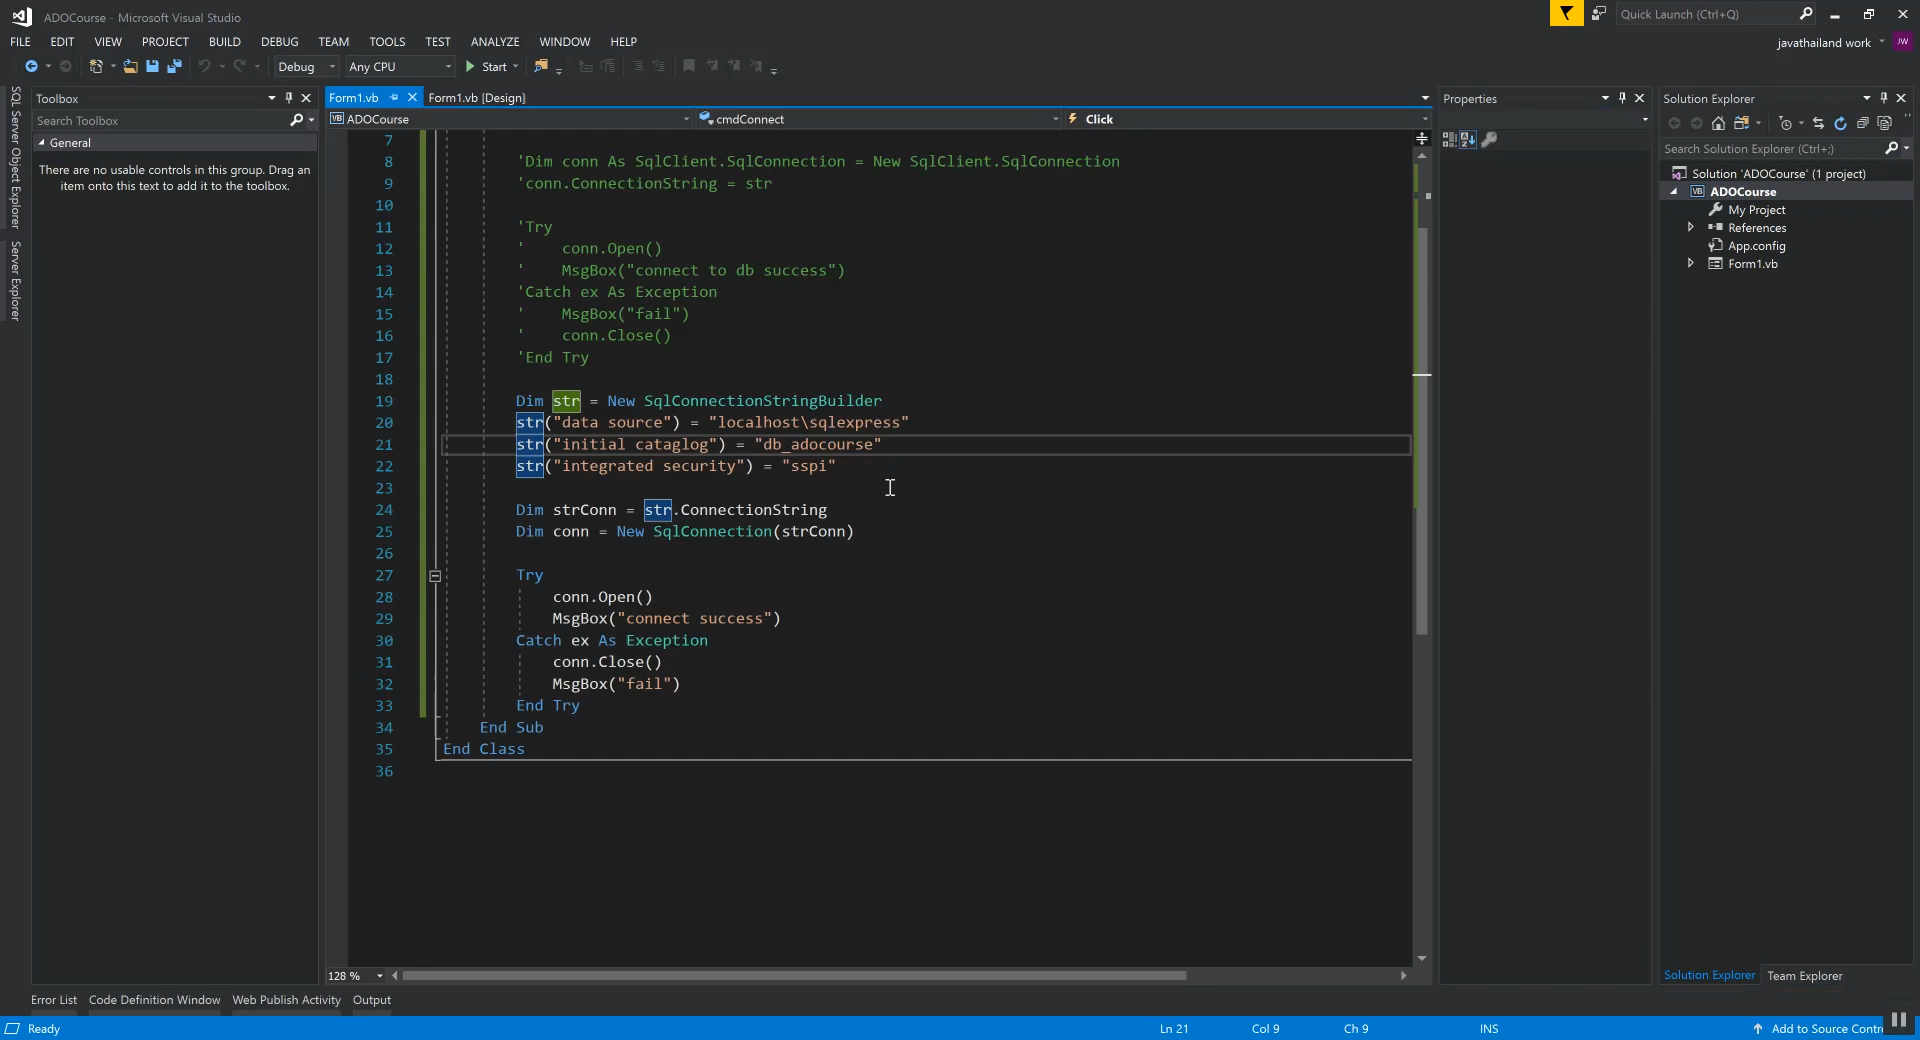 ADOCourse - Microsoft Visual Studio
Quick Launch (Ctrl+Q)
FILE EDIT VIEW PROJECT BUILD DEBUG TEAM TOOLS TEST ANALYZE WINDOW HELP
javathailand work JW
Debug Any CPU Start
SQL Server Object Explorer
Server Explorer
Toolbox
Search Toolbox
General
There are no usable controls in this group. Drag an
item onto this text to add it to the toolbox.
Form1.vb Form1.vb [Design]
VB ADOCourse cmdConnect Click
7
8 'Dim conn As SqlClient.SqlConnection = New SqlClient.SqlConnection
9 'conn.ConnectionString = str
10
11 'Try
12 ' conn.Open()
13 ' MsgBox("connect to db success")
14 'Catch ex As Exception
15 ' MsgBox("fail")
16 ' conn.Close()
17 'End Try
18
19 Dim str = New SqlConnectionStringBuilder
20 str("data source") = "localhost\sqlexpress"
21 str("initial cataglog") = "db_adocourse"
22 str("integrated security") = "sspi"
23
24 Dim strConn = str.ConnectionString
25 Dim conn = New SqlConnection(strConn)
26
27 Try
28 conn.Open()
29 MsgBox("connect success")
30 Catch ex As Exception
31 conn.Close()
32 MsgBox("fail")
33 End Try
34 End Sub
35 End Class
36
128 %
Properties
Solution Explorer
Search Solution Explorer (Ctrl+;)
Solution 'ADOCourse' (1 project)
VB ADOCourse
My Project
References
App.config
Form1.vb
Solution Explorer Team Explorer
Error List Code Definition Window Web Publish Activity Output
Ready Ln 21 Col 9 Ch 9 INS Add to Source Contr